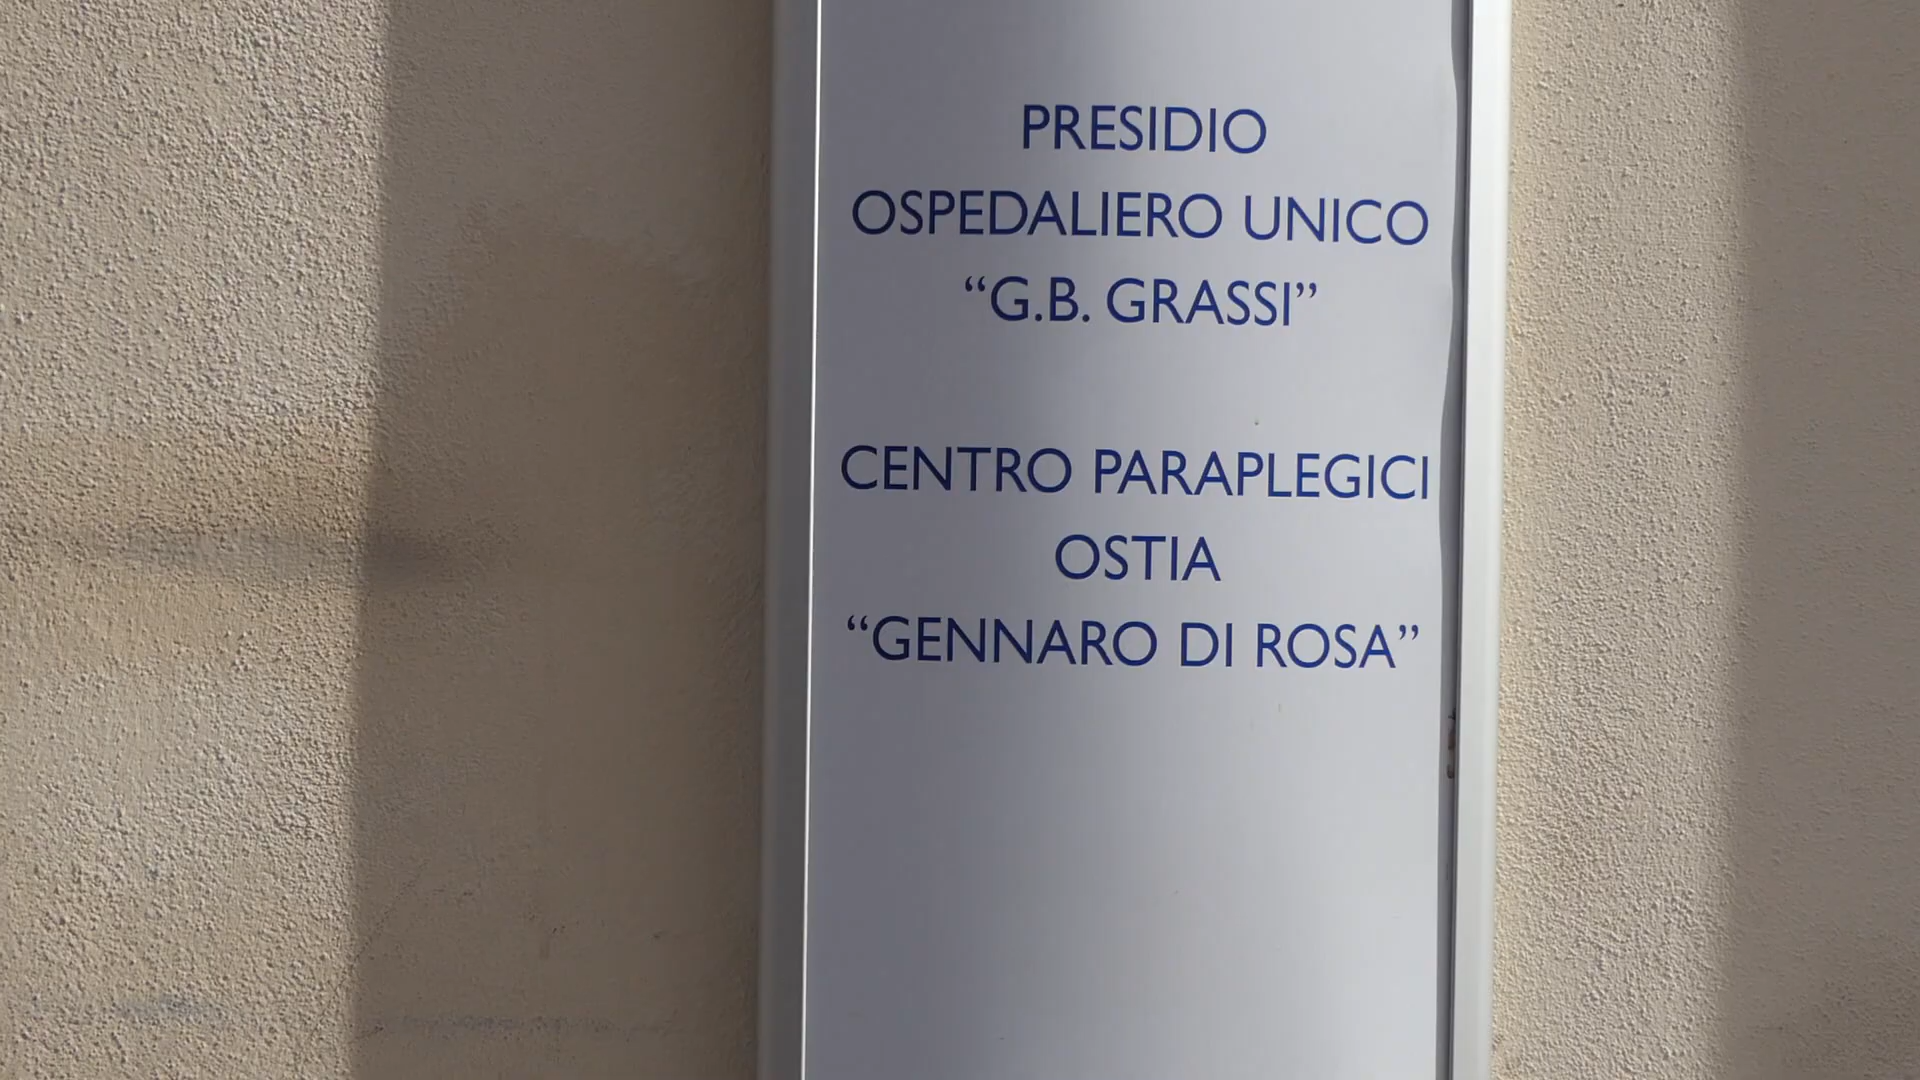 PRESIDIO
OSPEDALIERO UNICO
“G.B. GRASSI”
CENTRO PARAPLEGICI
OSTIA
“GENNARO DI ROSA”